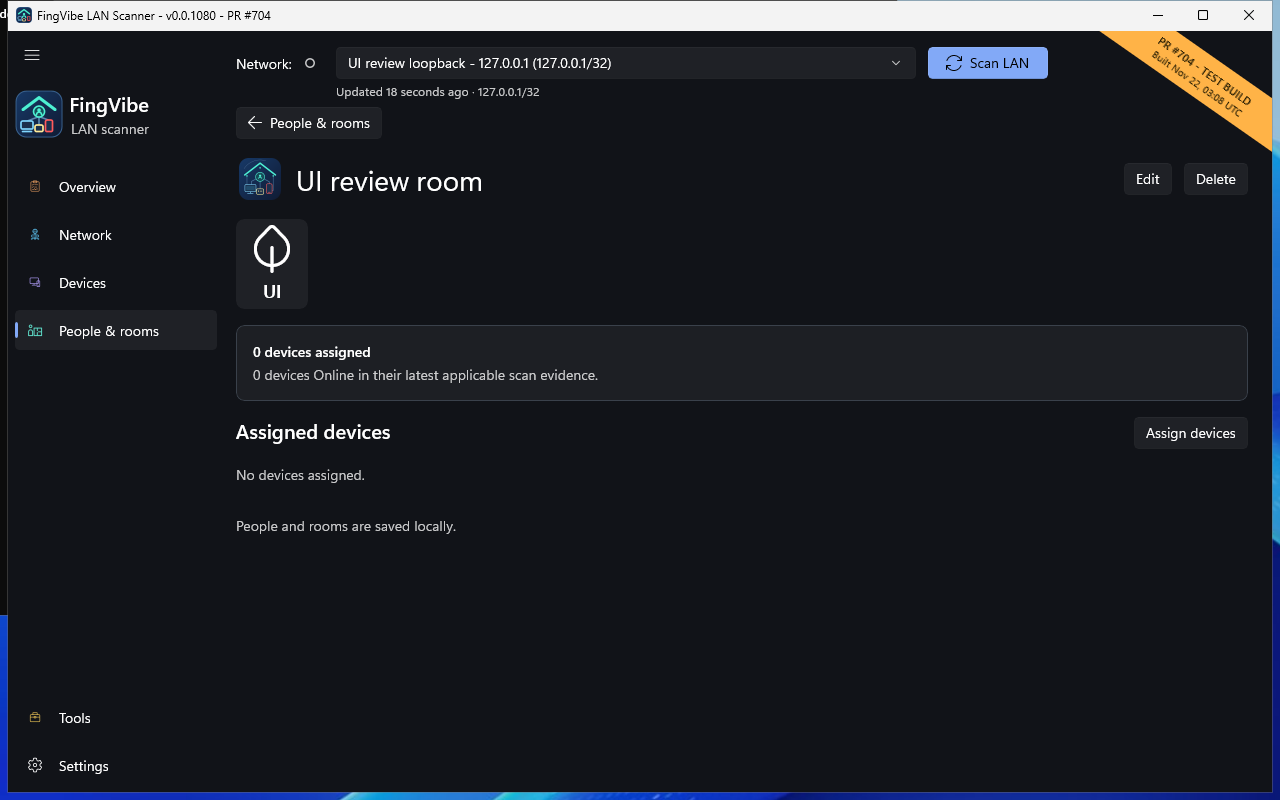 FingVibe LAN Scanner - v0.0.1080 - PR #704
PR #704 - TEST BUILD
Built Nov 22, 03:08 UTC
Network:
UI review loopback - 127.0.0.1 (127.0.0.1/32)
Scan LAN
Updated 18 seconds ago · 127.0.0.1/32
FingVibe
LAN scanner
People & rooms
Overview
Network
Devices
People & rooms
Tools
Settings
UI review room
Edit
Delete
UI
0 devices assigned
0 devices Online in their latest applicable scan evidence.
Assigned devices
Assign devices
No devices assigned.
People and rooms are saved locally.